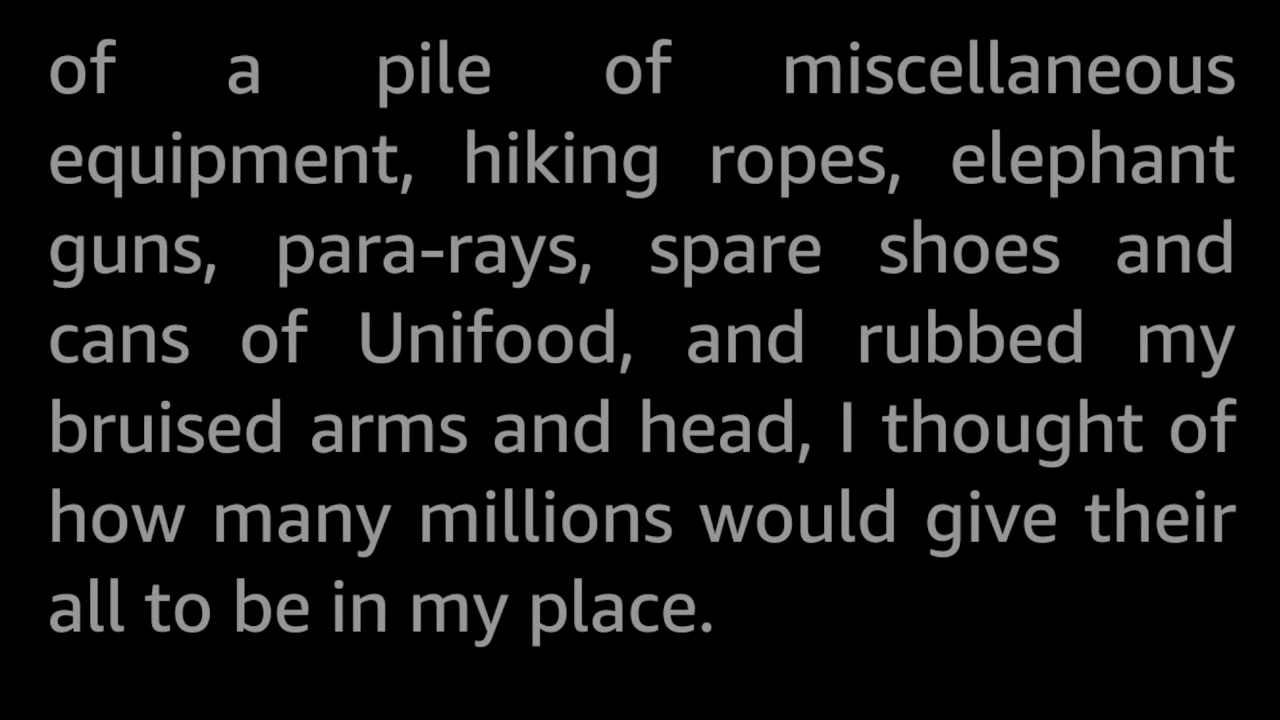 of a pile of miscellaneous
equipment, hiking ropes, elephant
guns, para-rays, spare shoes and
cans of Unifood, and rubbed my
bruised arms and head, I thought of
how many millions would give their
all to be in my place.